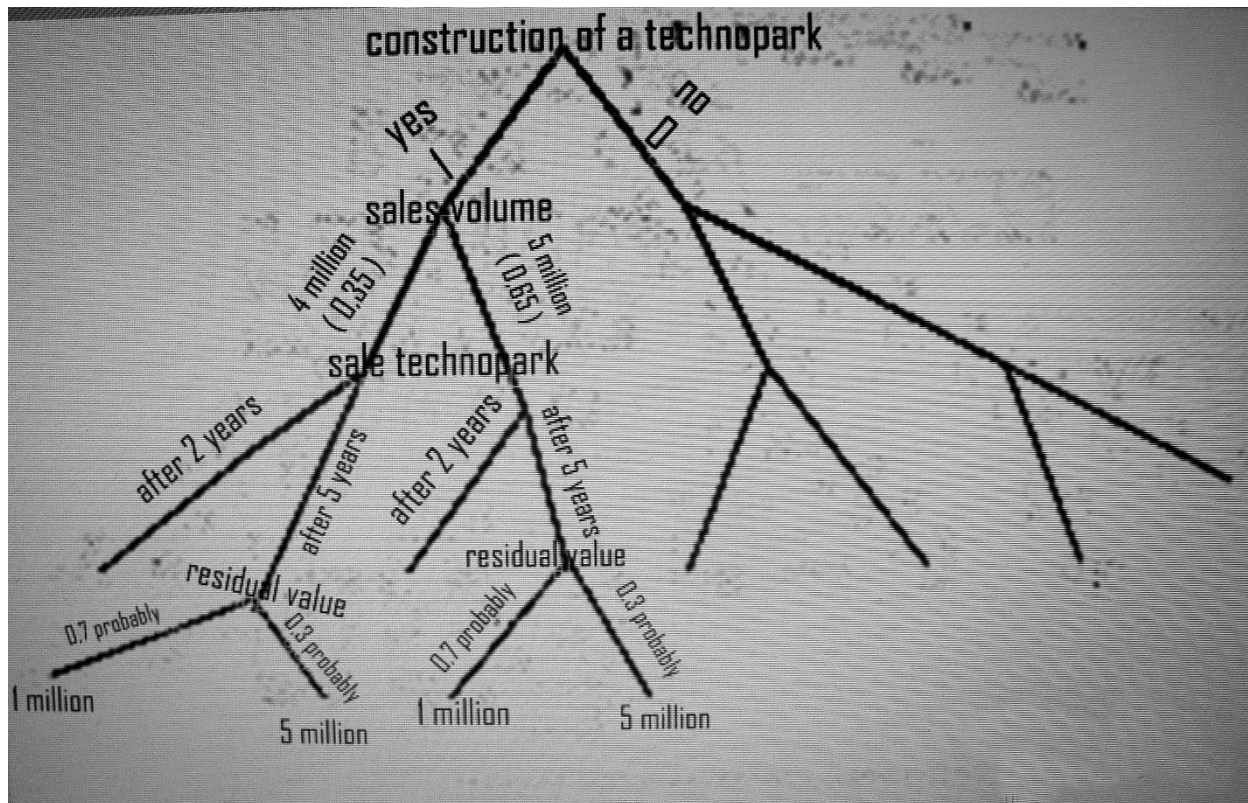 construction of a technopark
yes
1
no
0
sales volume
4 million
(0,35)
5 million
(0,65)
sale technopark
after 2 years
after 5 years
after 2 years
after 5 years
residual value
residual value
0.7 probably
0.3 probably
0.7 probably
0.3 probably
1 million
5 million
1 million
5 million